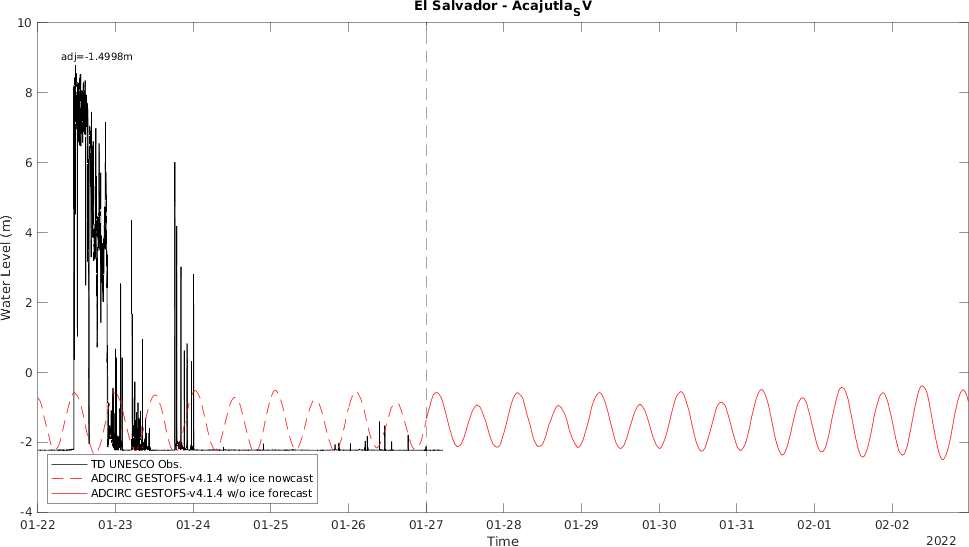 El Salvador - AcajutlaSV
10
8
6
4
2
0
-2
-4
Water Level (m)
adj=-1.4998m
TD UNESCO Obs.
ADCIRC GESTOFS-v4.1.4 w/o ice nowcast
ADCIRC GESTOFS-v4.1.4 w/o ice forecast
01-22 01-23 01-24 01-25 01-26 01-27 01-28 01-29 01-30 01-31 02-01 02-02
Time
2022